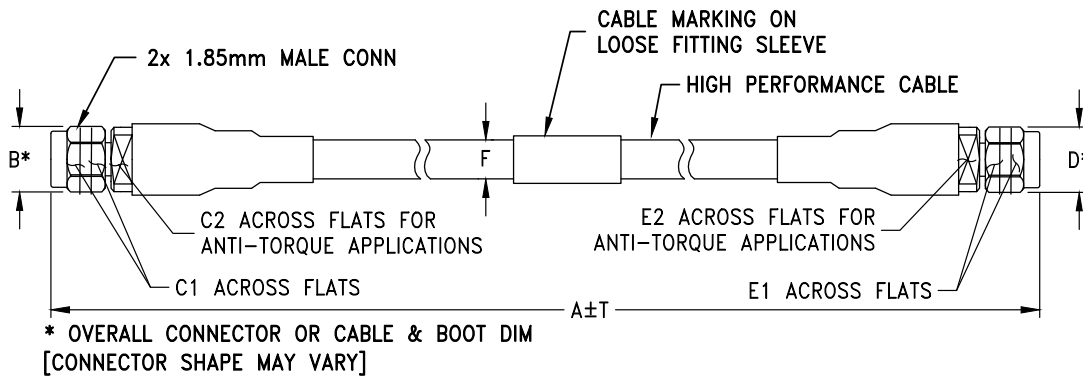 CABLE MARKING ON
LOOSE FITTING SLEEVE
2x 1.85mm MALE CONN
HIGH PERFORMANCE CABLE
B*
F
D*
C2 ACROSS FLATS FOR
ANTI-TORQUE APPLICATIONS
E2 ACROSS FLATS FOR
ANTI-TORQUE APPLICATIONS
C1 ACROSS FLATS
E1 ACROSS FLATS
A±T
* OVERALL CONNECTOR OR CABLE & BOOT DIM
[CONNECTOR SHAPE MAY VARY]